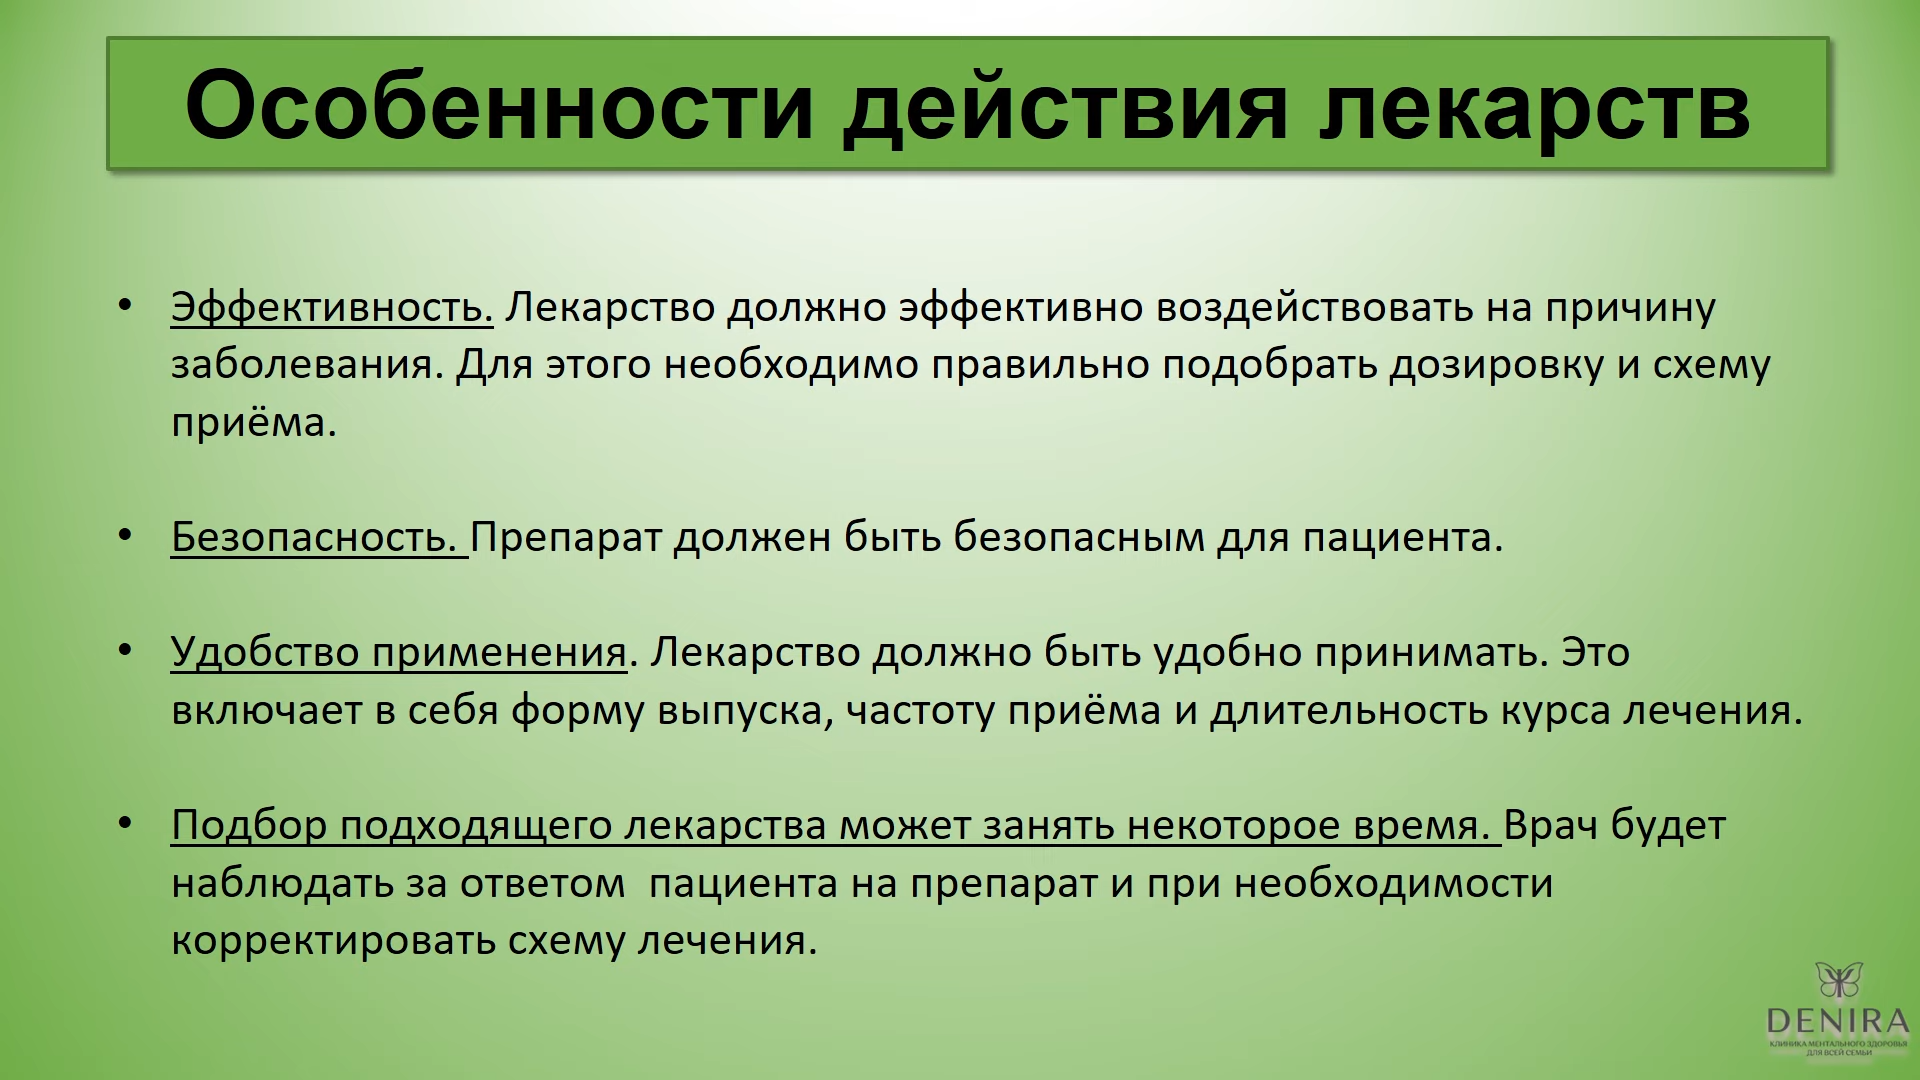 Особенности действия лекарств
• Эффективность. Лекарство должно эффективно воздействовать на причину
заболевания. Для этого необходимо правильно подобрать дозировку и схему
приёма.
• Безопасность. Препарат должен быть безопасным для пациента.
• Удобство применения. Лекарство должно быть удобно принимать. Это
включает в себя форму выпуска, частоту приёма и длительность курса лечения.
• Подбор подходящего лекарства может занять некоторое время. Врач будет
наблюдать за ответом  пациента на препарат и при необходимости
корректировать схему лечения.
DENIRA
КЛИНИКА МЕНТАЛЬНОГО ЗДОРОВЬЯ
ДЛЯ ВСЕЙ СЕМЬИ